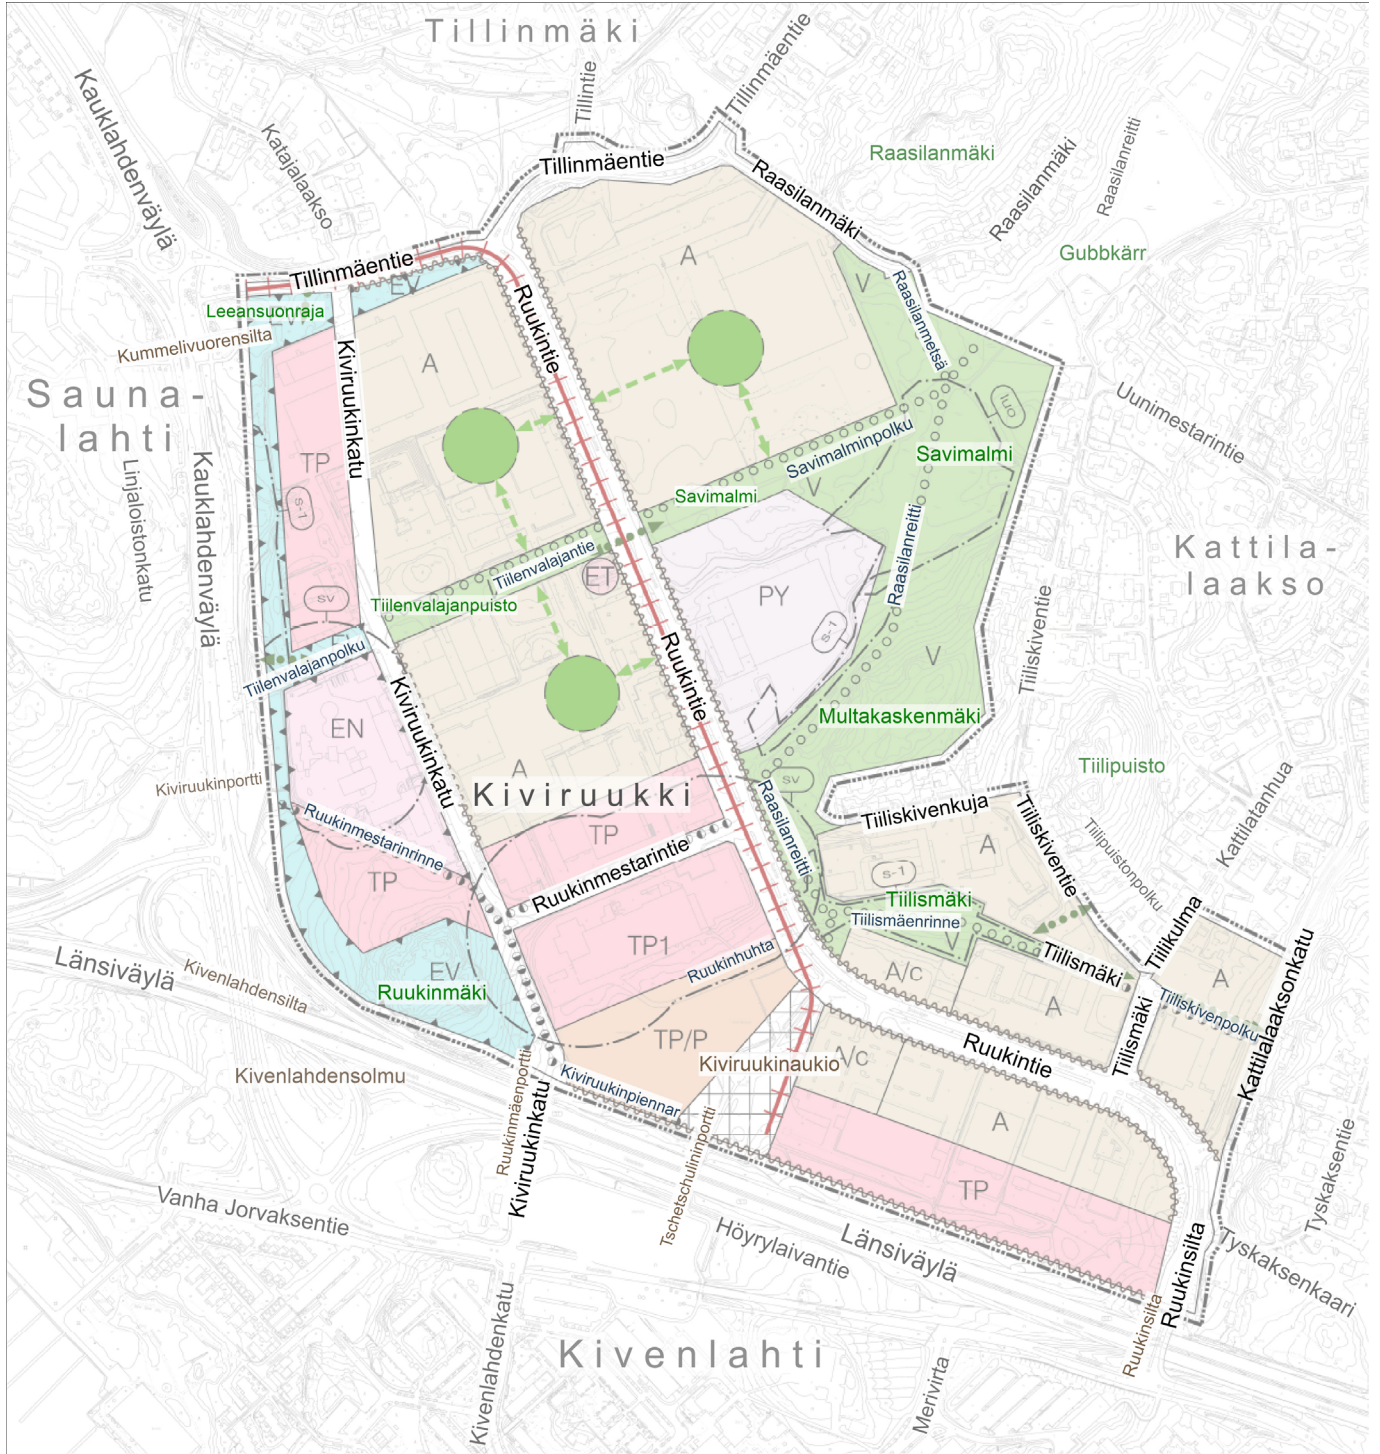 Tillinmäki
Tillinmäentie
Tillintie
Kauklahdenväylä
Katajalaakso
Tillinmäentie
Raasilanmäki
Raasilanmäki
Raasilanmäki
Raasilanreitti
Gubbkärr
Tillinmäentie
EV
A
V
Raasilanmetsä
Leeansuonraja
EV
Kummelivuorensilta
Ruukintie
Kiviruukinkatu
A
Sauna-
lahti
luo
Uunimestarintie
Savimalminpolku
Savimalmi
TP
Linjaloistonkatu
Kauklahdenväylä
s-1
Savimalmi
V
Raasilanreitti
Kattila-
laakso
Tiilenvalajantie
ET
PY
sv
Tiilenvalajanpuisto
s-1
EV
Tiilenvalajanpolku
V
Tiiliskiventie
Ruukintie
Kiviruukinkatu
EN
Multakaskenmäki
Kiviruukinportti
A
Kiviruukki
sv
Tiilipuisto
Raasilanreitti
Tiiliskivenkuja
Tiiliskiventie
Tiilipuistonpolku
Kattilatanhua
Ruukinmestarinrinne
TP
Ruukinmestarintie
A
TP
s-1
Tiilismäki
Tiilismäenrinne
V
Tiilikulma
TP1
Länsiväylä
Kivenlahdensilta
EV
Ruukinmäki
Ruukinhuhta
A/c
Tiilismäki
A
A
Tiiliskivenpolku
Kattilalaaksonkatu
Tiilismäki
TP/P
Kiviruukinaukio
A/c
Ruukintie
Kivenlahdensolmu
Kiviruukinpiennar
Ruukinmäenportti
Kiviruukinkatu
Tschetschulininportti
A
Tyskaksentie
TP
Vanha Jorvaksentie
Höyrylaivantie
Länsiväylä
Ruukinsilta
Tyskaksenkaari
Ruukinsilta
Kivenlahdenkatu
Kivenlahti
Merivirta